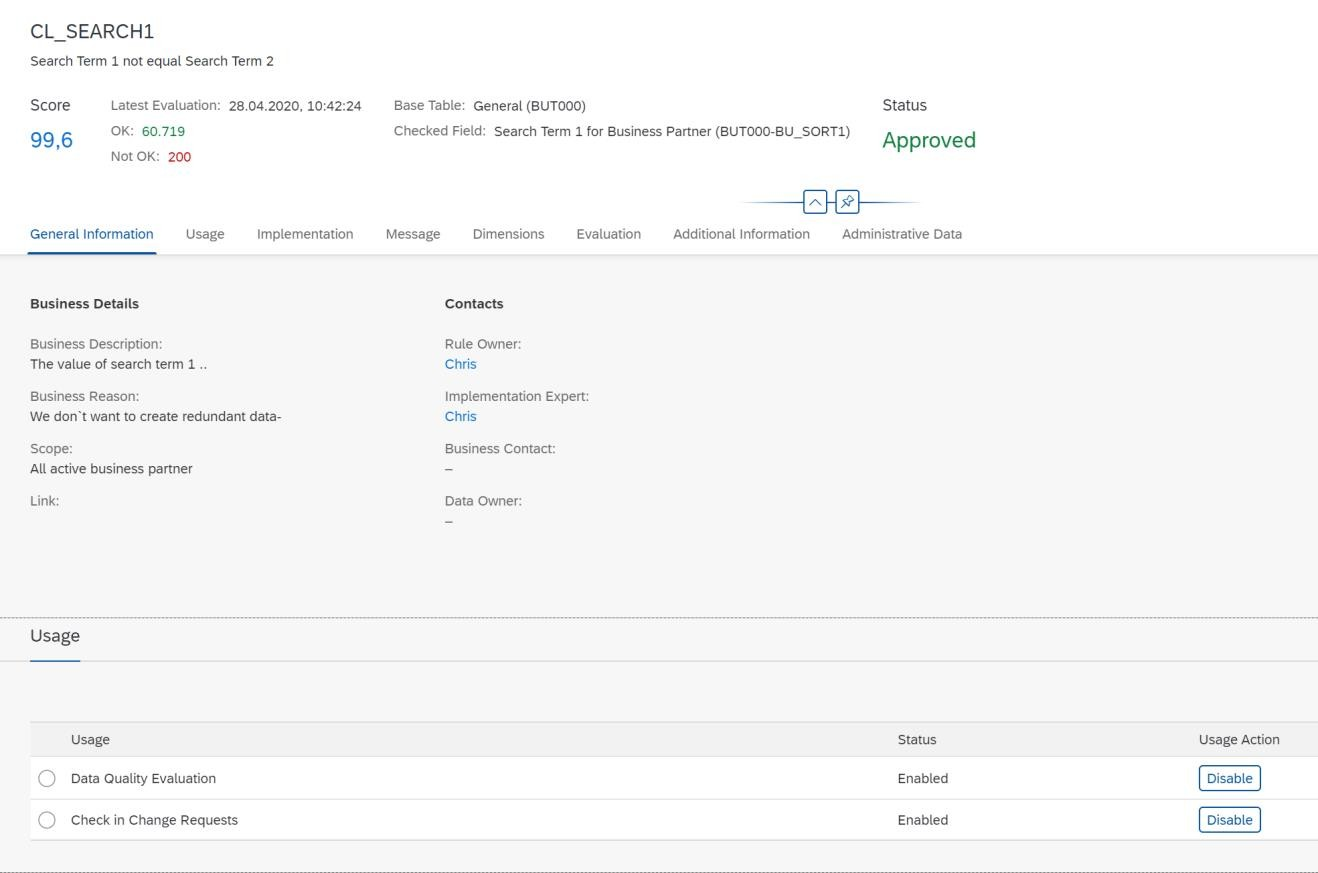 CL_SEARCH1
Search Term 1 not equal Search Term 2
Score
99,6
Latest Evaluation: 28.04.2020, 10:42:24
OK: 60.719
Not OK: 200
Base Table: General (BUT000)
Checked Field: Search Term 1 for Business Partner (BUT000-BU_SORT1)
Status
Approved
General Information Usage Implementation Message Dimensions Evaluation Additional Information Administrative Data
Business Details
Business Description:
The value of search term 1 ..
Business Reason:
We don`t want to create redundant data-
Scope:
All active business partner
Link:
Contacts
Rule Owner:
Chris
Implementation Expert:
Chris
Business Contact:
–
Data Owner:
–
Usage
Usage Status Usage Action
Data Quality Evaluation Enabled Disable
Check in Change Requests Enabled Disable